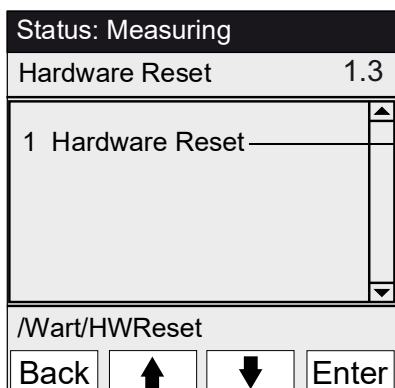 Status: Measuring
Hardware Reset 1.3
1 Hardware Reset
/Wart/HWReset
Back Enter